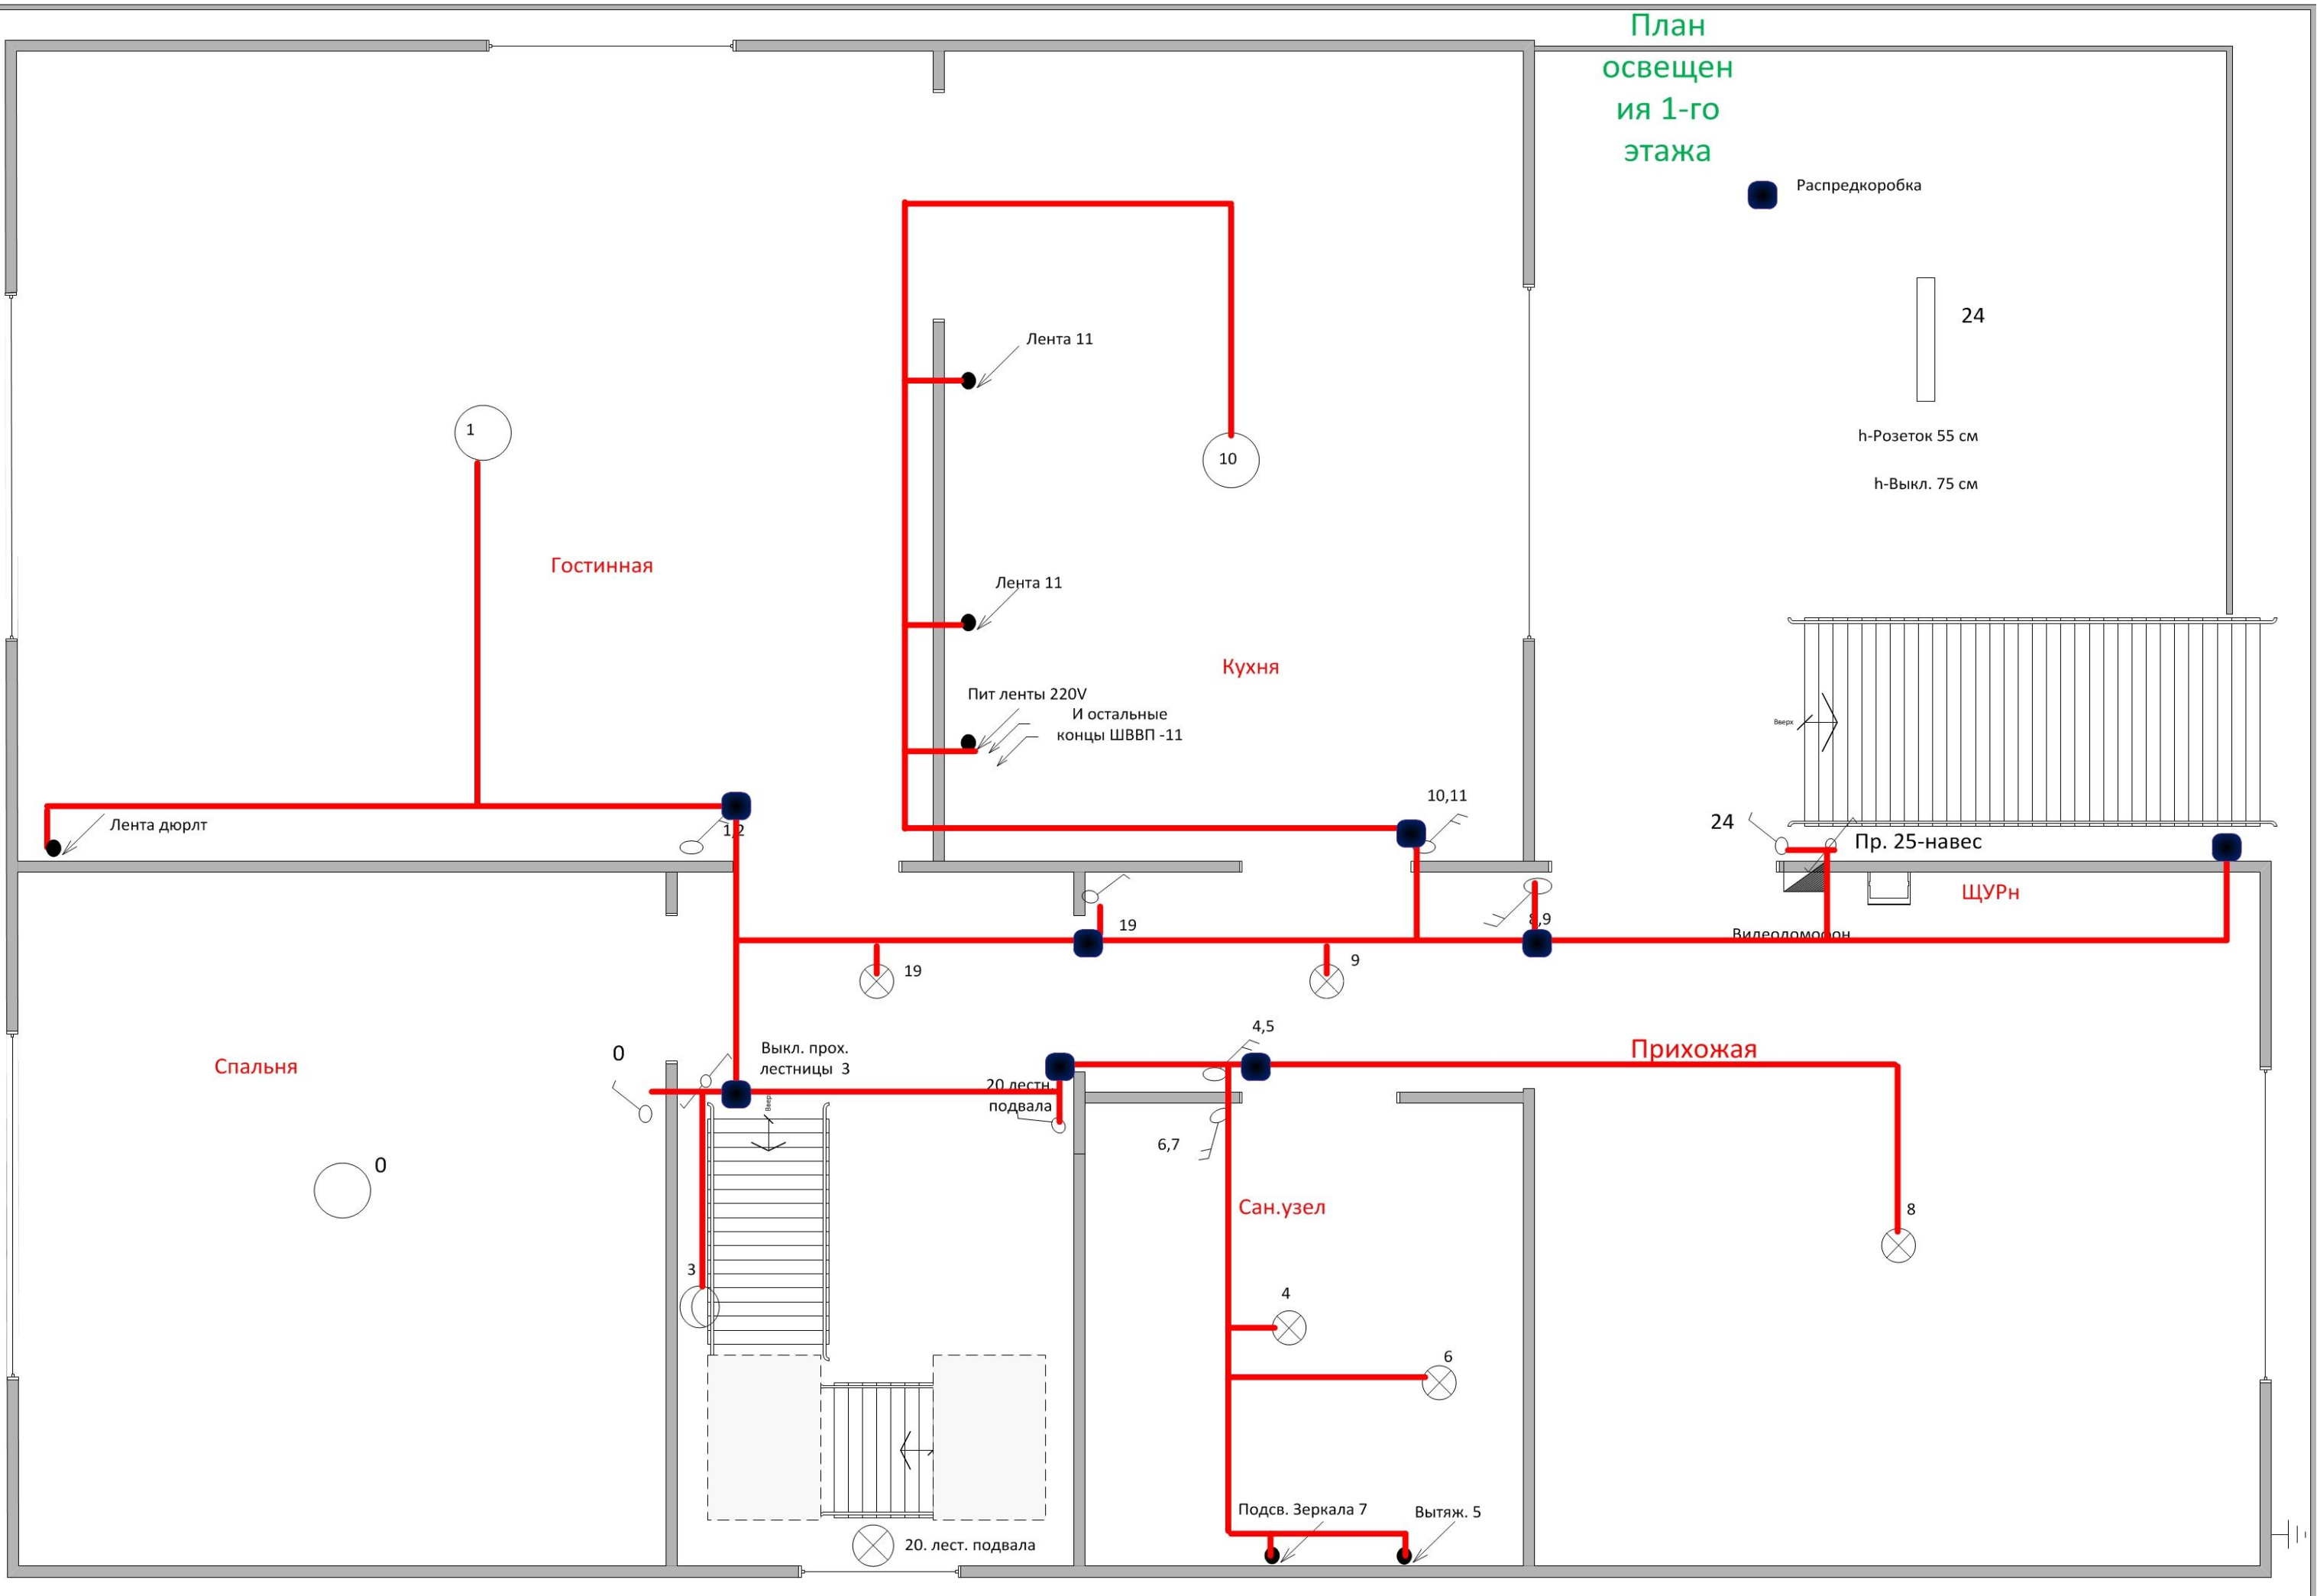 План
освещен
ия 1-го
этажа
Распредкоробка
24
Лента 11
1
10
h-Розеток 55 см
h-Выкл. 75 см
Гостинная
Лента 11
Кухня
Пит ленты 220V
И остальные
концы ШВВП -11
Вверх
10,11
Лента дюрлт
1,2
24
Пр. 25-навес
ЩУРн
19
8,9
Видеодомофон
19
9
4,5
0
Выкл. прох.
лестницы 3
Прихожая
Спальня
20 лестн.
подвала
Вверх
6,7
0
Сан.узел
8
3
4
6
Подсв. Зеркала 7
Вытяж. 5
20. лест. подвала